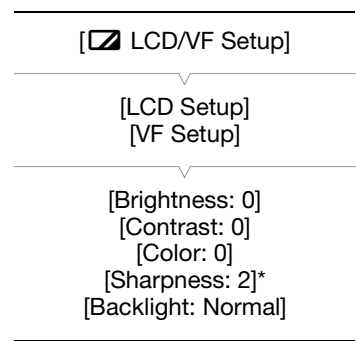 [LCD/VF Setup]
[LCD Setup]
[VF Setup]
[Brightness: 0]
[Contrast: 0]
[Color: 0]
[Sharpness: 2]*
[Backlight: Normal]